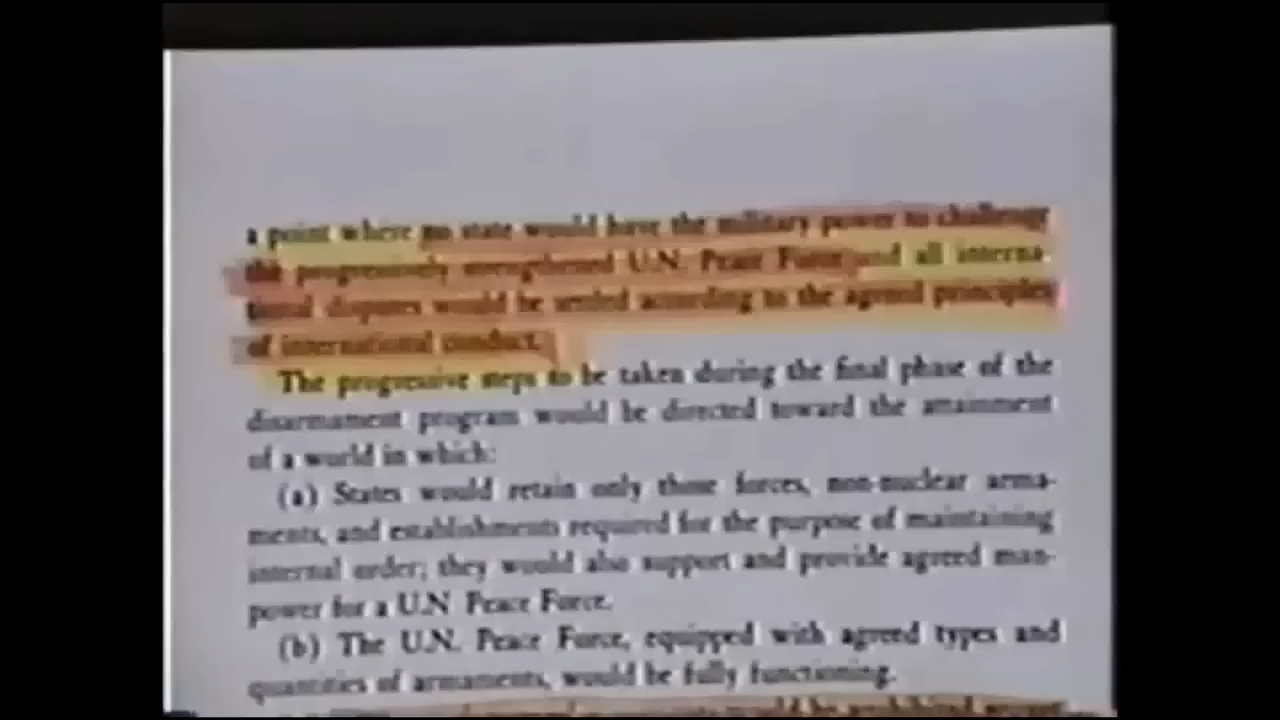 a point where no state would have the military power to challenge
the progressively strengthened U.N. Peace Force and all interna-
tional disputes would be settled according to the agreed principles
of international conduct.
The progressive steps to be taken during the final phase of the
disarmament program would be directed toward the attainment
of a world in which:
(a) States would retain only those forces, non-nuclear arma-
ments, and establishments required for the purpose of maintaining
internal order; they would also support and provide agreed man-
power for a U.N Peace Force.
(b) The U.N. Peace Force, equipped with agreed types and
quantities of armaments, would be fully functioning.
would be prohibited except